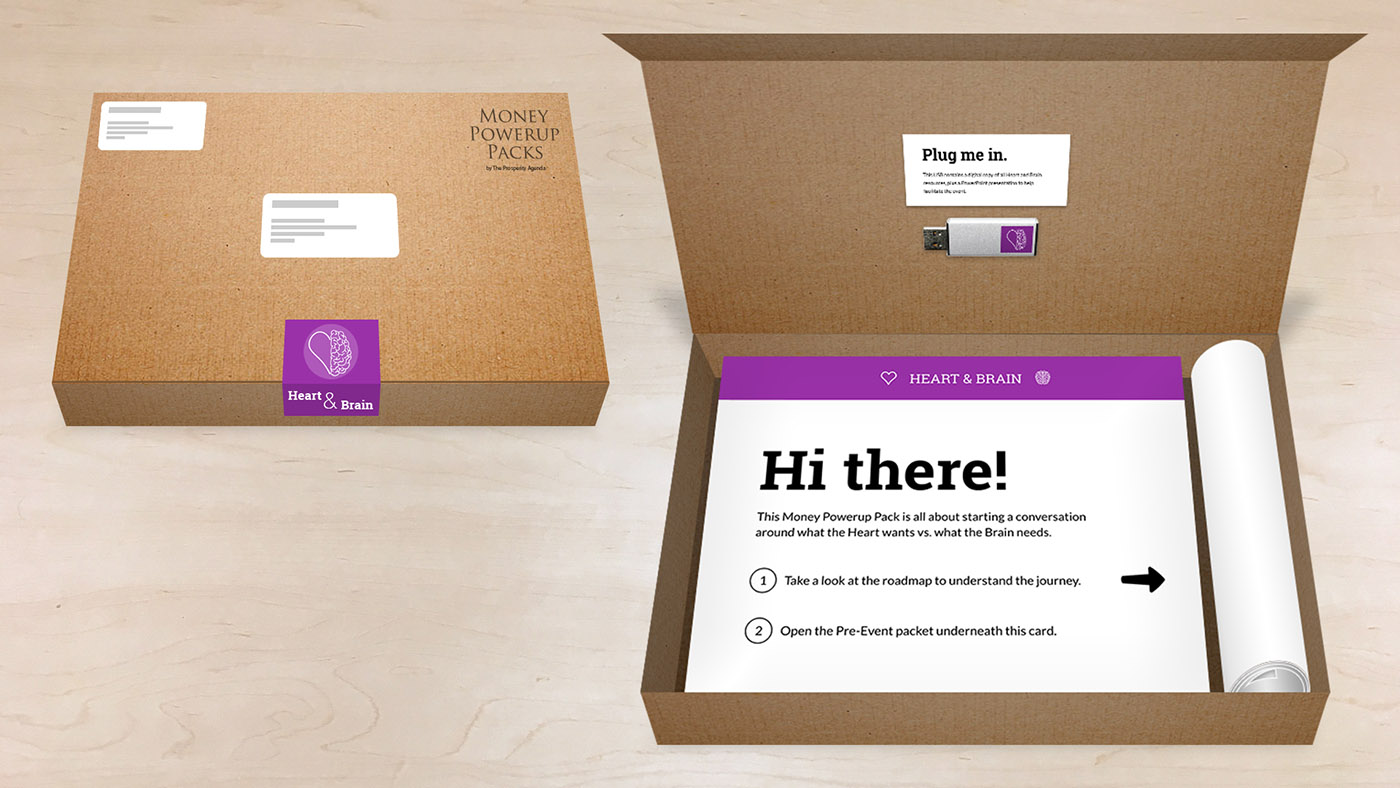 MONEY
POWERUP
PACKS
by The Prosperity Agenda
Heart
&
Brain
Plug me in.
This USB contains a digital copy of all Heart and Brain
resources, plus a PowerPoint presentation to help
facilitate the event.
HEART & BRAIN
Hi there!
This Money Powerup Pack is all about starting a conversation
around what the Heart wants vs. what the Brain needs.
1 Take a look at the roadmap to understand the journey.
2 Open the Pre-Event packet underneath this card.